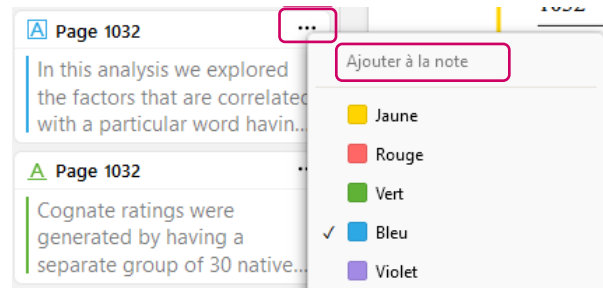 Page 1032
...
In this analysis we explored
the factors that are correlated
with a particular word havin...
Page 1032
Cognate ratings were
generated by having a
separate group of 30 native...
Ajouter à la note
Jaune
Rouge
Vert
✓ Bleu
Violet